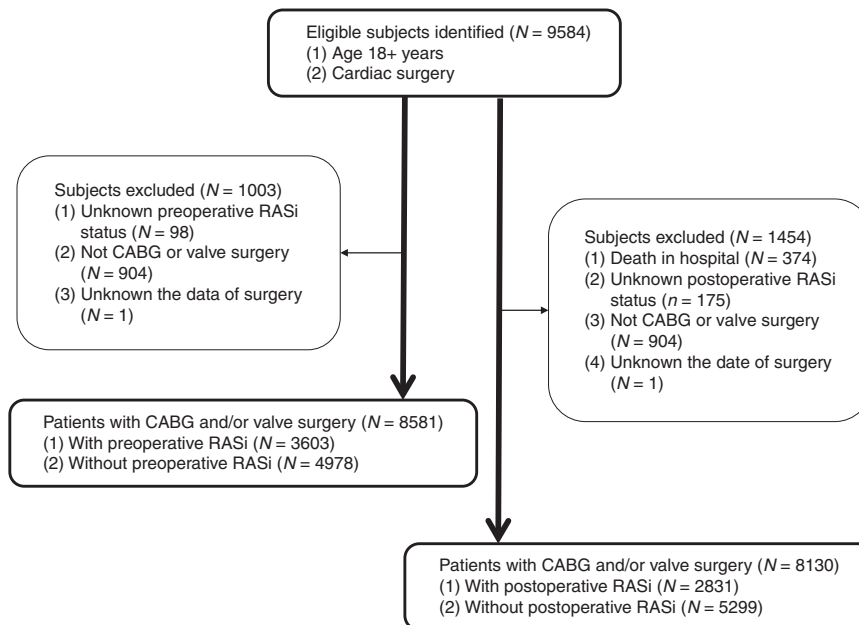 Eligible subjects identified (N = 9584)
(1) Age 18+ years
(2) Cardiac surgery
Subjects excluded (N = 1003)
(1) Unknown preoperative RASi
status (N = 98)
(2) Not CABG or valve surgery
(N = 904)
(3) Unknown the data of surgery
(N = 1)
Subjects excluded (N = 1454)
(1) Death in hospital (N = 374)
(2) Unknown postoperative RASi
status (n = 175)
(3) Not CABG or valve surgery
(N = 904)
(4) Unknown the date of surgery
(N = 1)
Patients with CABG and/or valve surgery (N = 8581)
(1) With preoperative RASi (N = 3603)
(2) Without preoperative RASi (N = 4978)
Patients with CABG and/or valve surgery (N = 8130)
(1) With postoperative RASi (N = 2831)
(2) Without postoperative RASi (N = 5299)